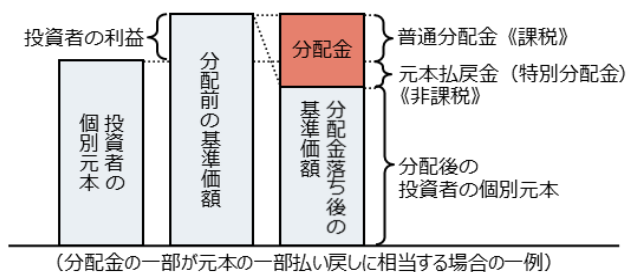 投資者の利益
投資者の
個別元本
分配前の基準価額
分配金
分配金落ち後の
基準価額
普通分配金《課税》
元本払戻金（特別分配金）
《非課税》
分配後の
投資者の個別元本
（分配金の一部が元本の一部払い戻しに相当する場合の一例）